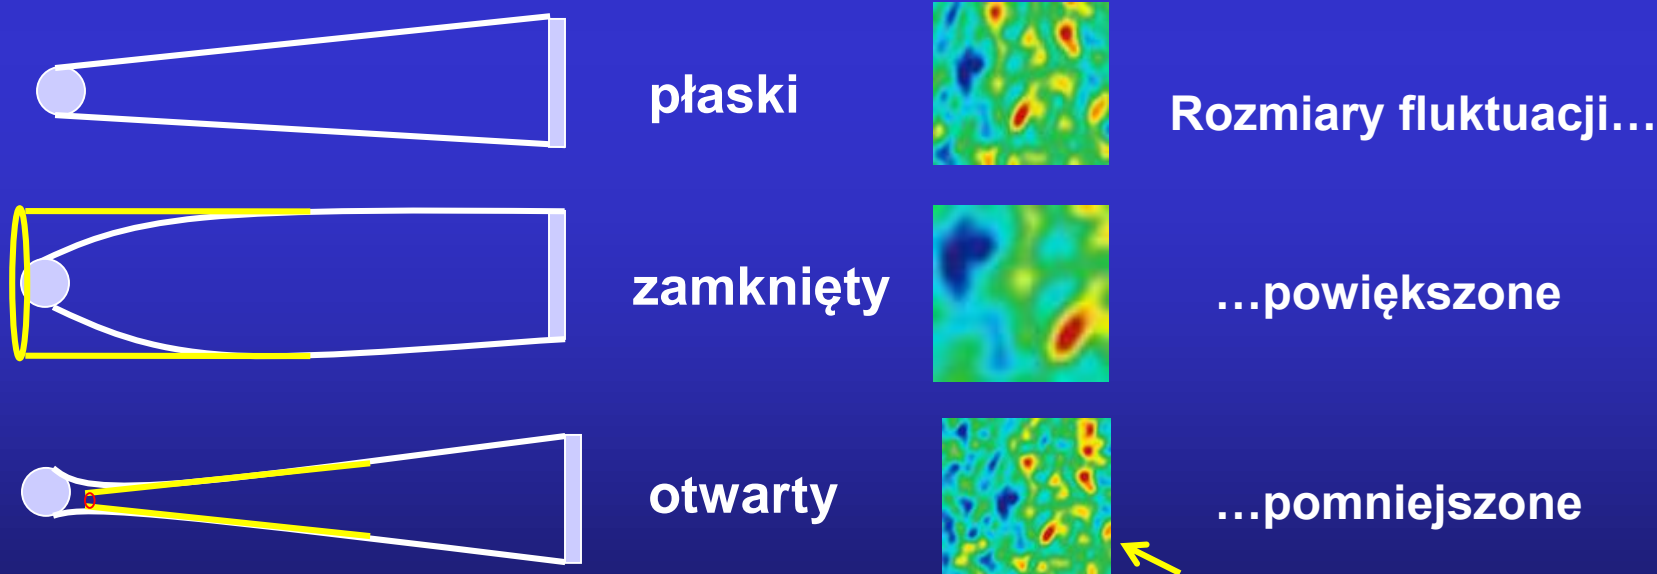 płaski
Rozmiary fluktuacji…
zamknięty
…powiększone
otwarty
…pomniejszone